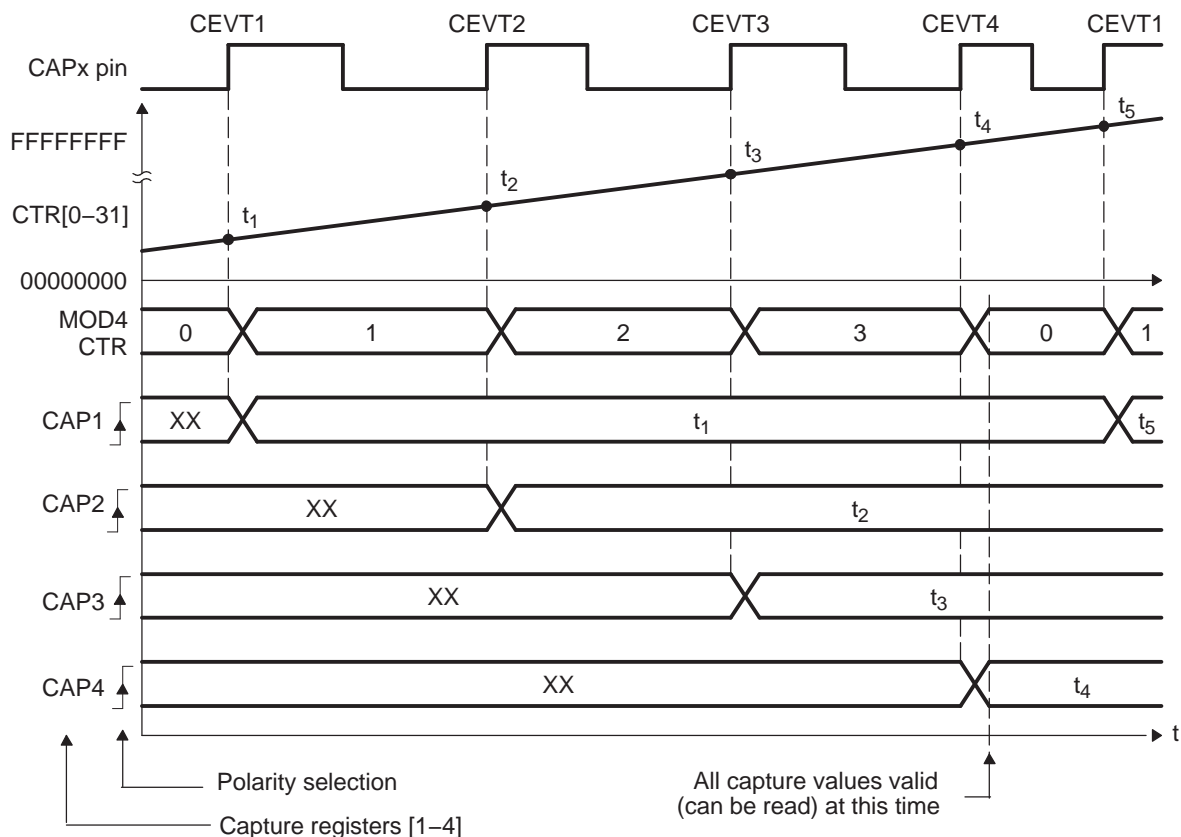 CEVT1 CEVT2 CEVT3 CEVT4 CEVT1
CAPx pin
FFFFFFFF
t5
t4
t3
t2
CTR[0−31]
t1
00000000
MOD4
CTR
0 1 2 3 0 1
CAP1 XX t1 t5
CAP2 XX t2
CAP3 XX t3
CAP4 XX t4
t
Polarity selection
Capture registers [1−4]
All capture values valid
(can be read) at this time